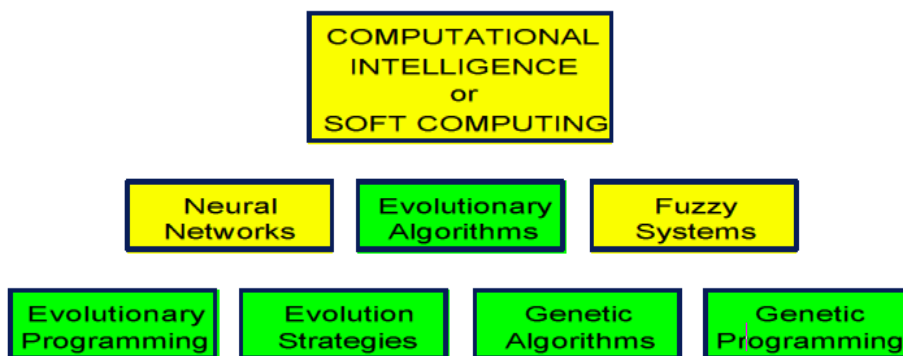 COMPUTATIONAL
INTELLIGENCE
or
SOFT COMPUTING
Neural
Networks
Evolutionary
Algorithms
Fuzzy
Systems
Evolutionary
Programming
Evolution
Strategies
Genetic
Algorithms
Genetic
Programming